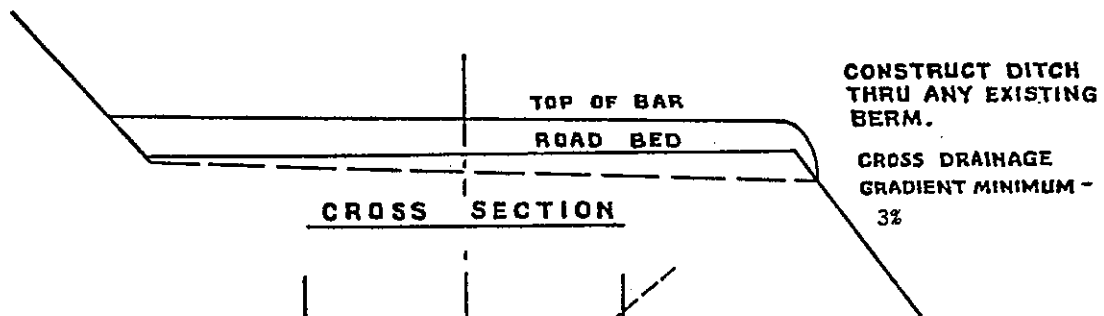 TOP OF BAR
ROAD BED
CROSS SECTION
CONSTRUCT DITCH
THRU ANY EXISTING
BERM.
CROSS DRAINAGE
GRADIENT MINIMUM -
3%